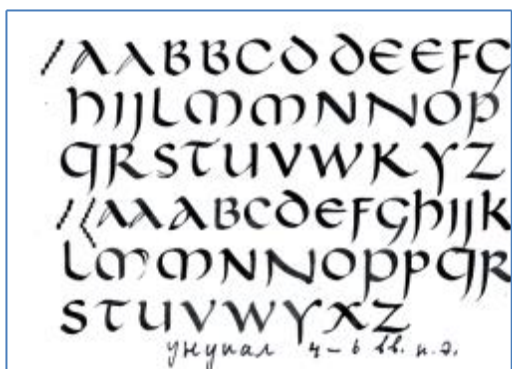 AABBCDDEEFG
HIJLMMNNOP
QRSTUVWKYZ
AAABCDEFGHIJK
LMMNNOPPQR
STUVWYXZ
унциал 4-6 вв. н.э.